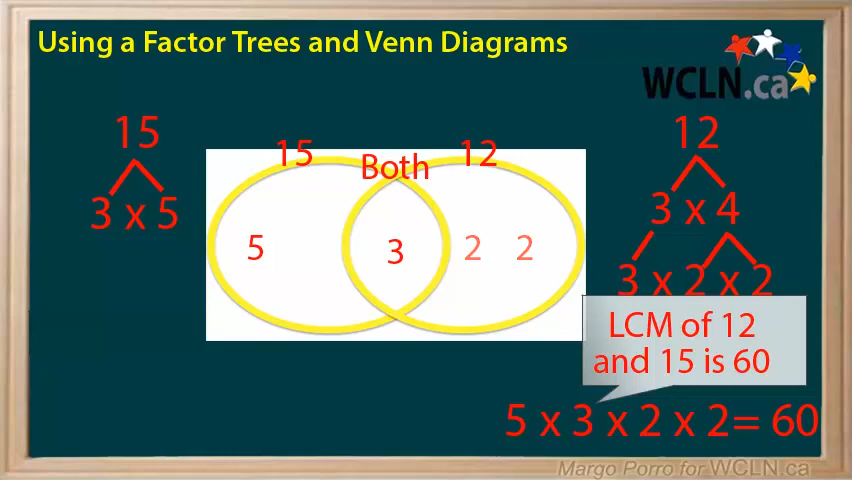 Using a Factor Trees and Venn Diagrams
WCLN.ca
15
3 x 5
15
Both
12
5
3
2 2
12
3 x 4
3 x 2 x 2
LCM of 12
and 15 is 60
5 x 3 x 2 x 2= 60
Margo Porro for WCLN.ca